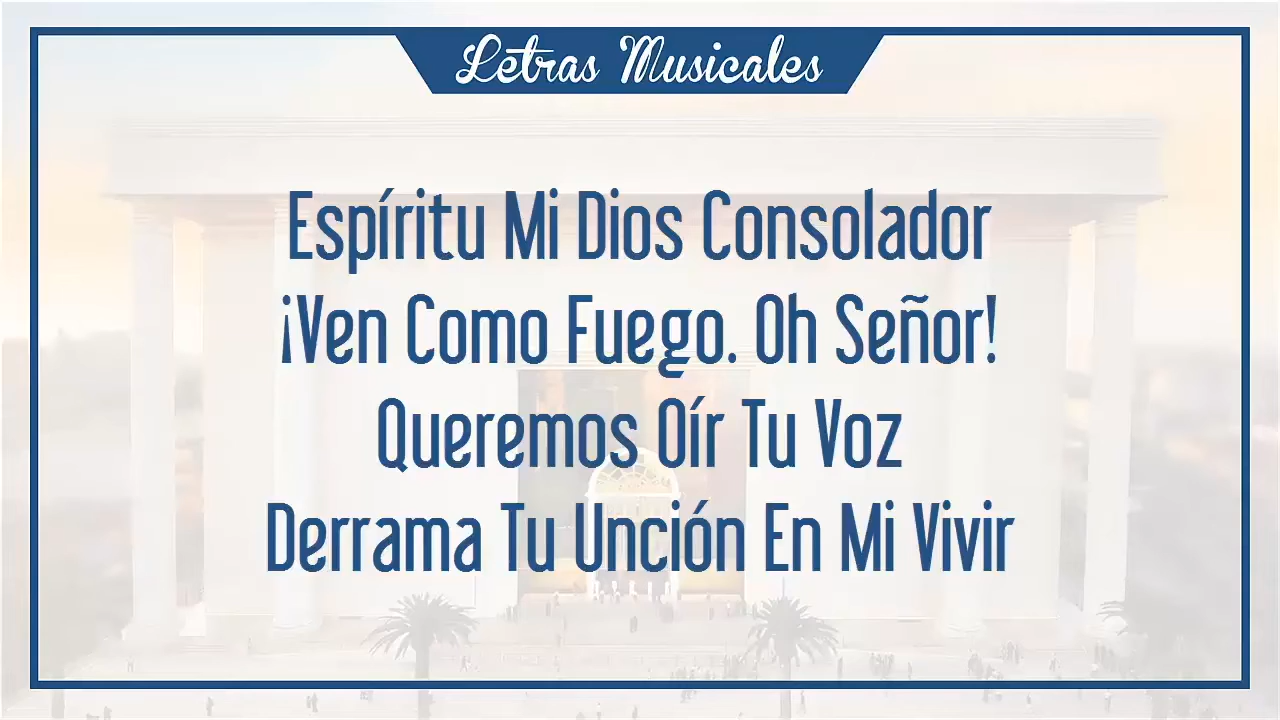 Letras Musicales
Espíritu Mi Dios Consolador
¡Ven Como Fuego. Oh Señor!
Queremos Oír Tu Voz
Derrama Tu Unción En Mi Vivir